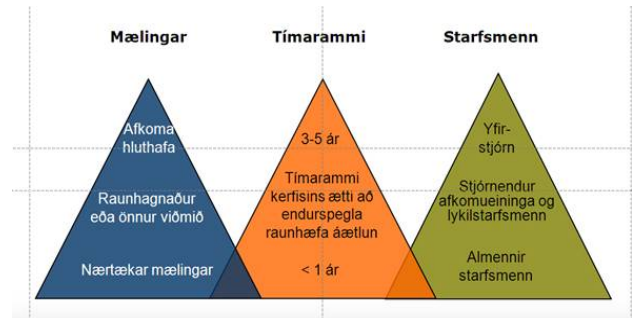 Mælingar
Tímarammi
Starfsmenn
Afkoma
hluthafa
Raunhagnaður
eða önnur viðmið
Nærtækar mælingar
3-5 ár
Tímarammi
kerfisins ætti að
endurspegla
raunhæfa áætlun
< 1 ár
Yfir-
stjórn
Stjórnendur
afkomueininga og
lykilstarfsmenn
Almennir
starfsmenn